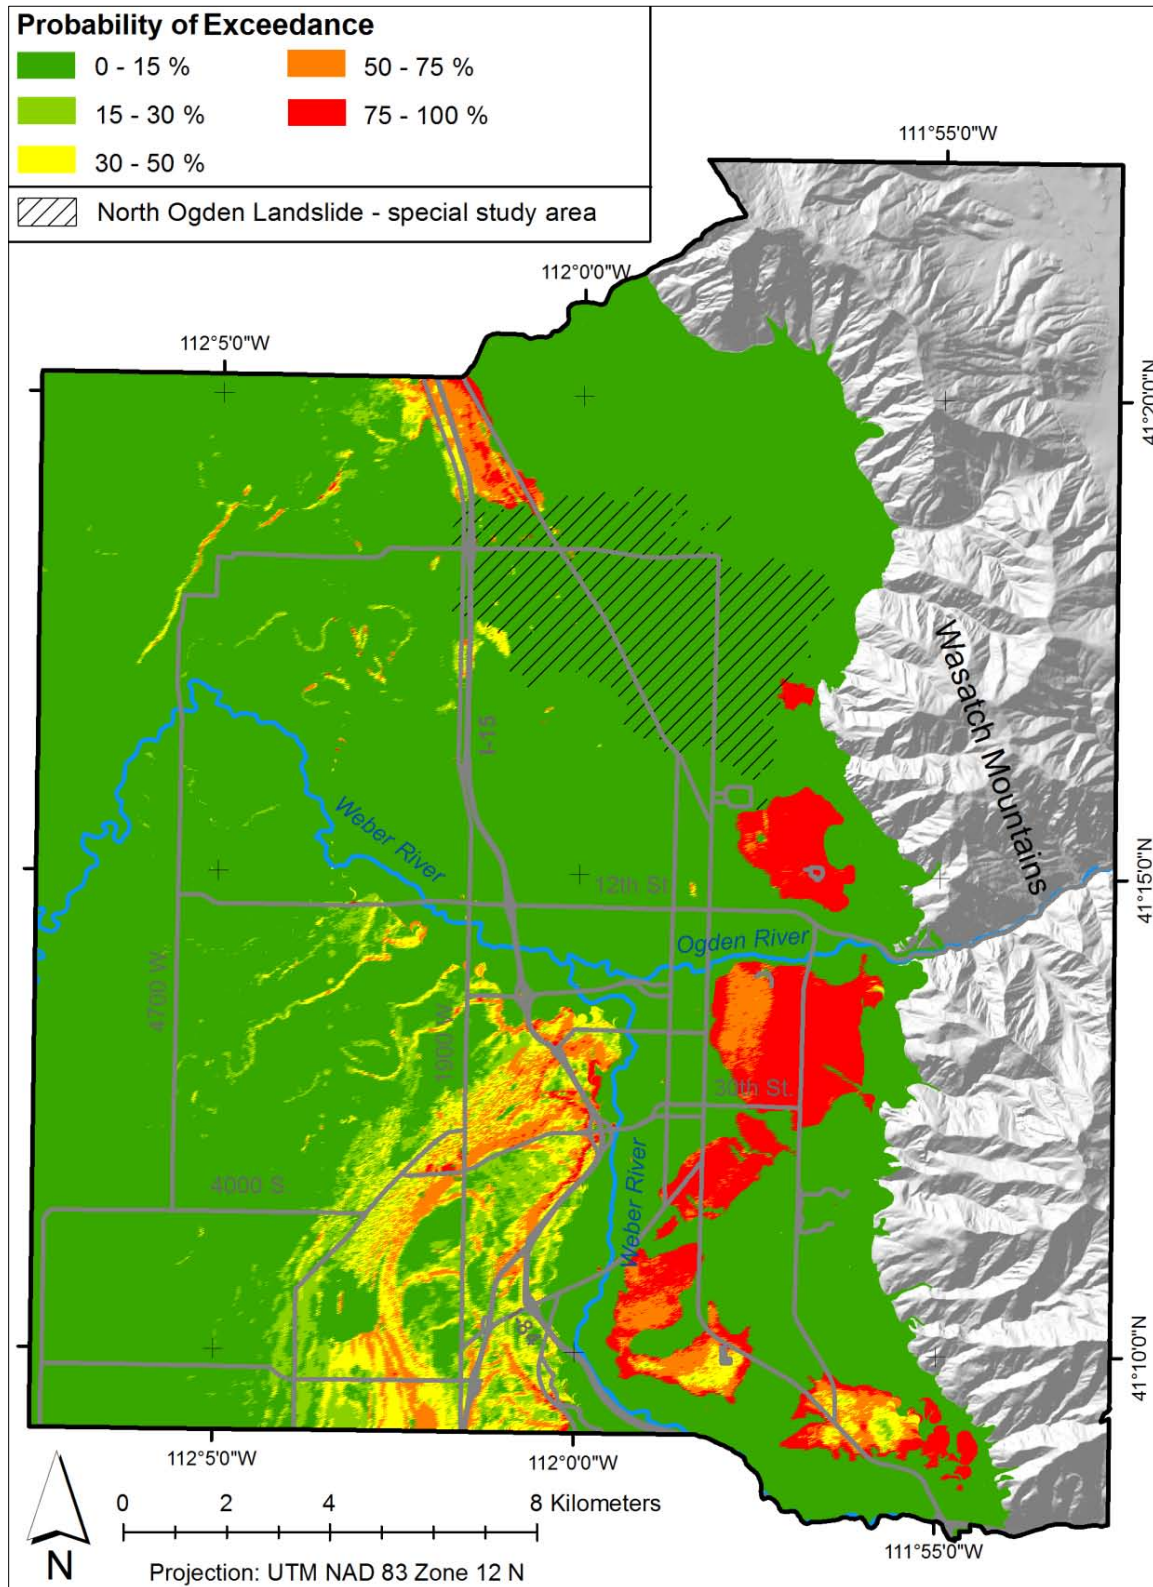 Probability of Exceedance
0 - 15 %
50 - 75 %
15 - 30 %
75 - 100 %
30 - 50 %
North Ogden Landslide - special study area
111°55'0"W
112°0'0"W
112°5'0"W
41°20'0"N
Wasatch Mountains
I-15
Weber River
41°15'0"N
12th St
Ogden River
4700 W.
1900 W.
30th St.
4000 S
Weber River
I-84
41°10'0"N
112°5'0"W
112°0'0"W
111°55'0"W
0 2 4 8 Kilometers
N
Projection: UTM NAD 83 Zone 12 N